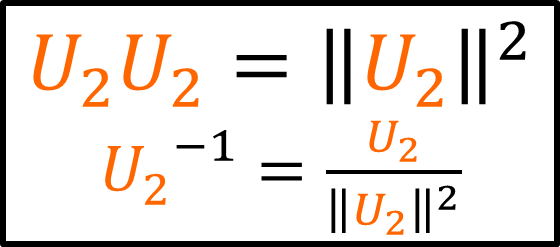 U₂U₂ = ‖U₂‖²
U₂⁻¹ = U₂ / ‖U₂‖²